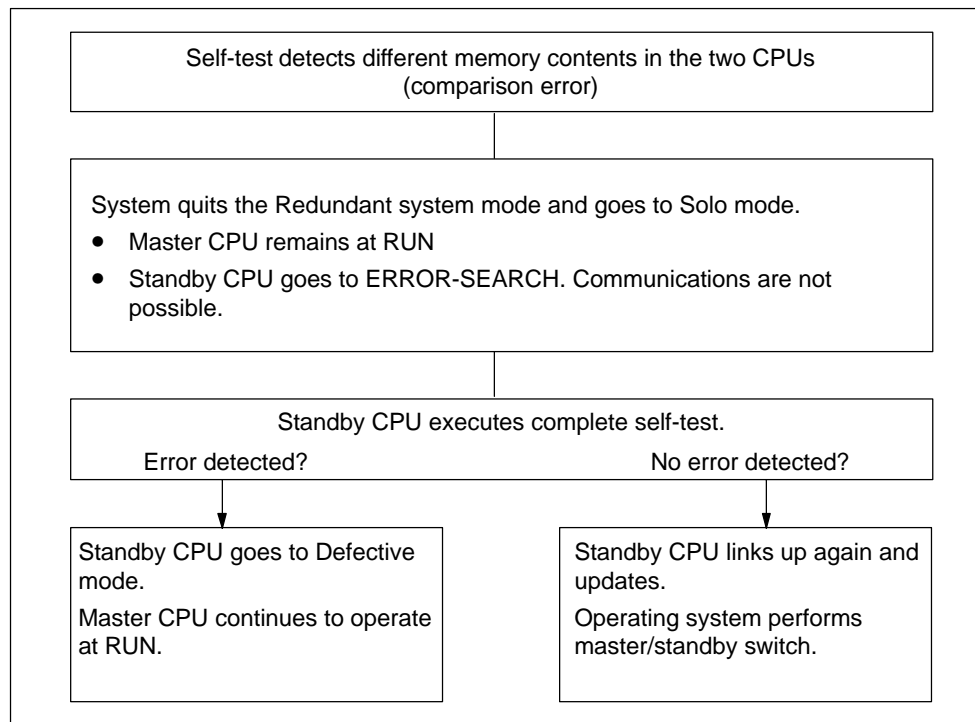 Self-test detects different memory contents in the two CPUs
(comparison error)
System quits the Redundant system mode and goes to Solo mode.
● Master CPU remains at RUN
● Standby CPU goes to ERROR-SEARCH. Communications are not
possible.
Standby CPU executes complete self-test.
Error detected?
No error detected?
Standby CPU goes to Defective
mode.
Master CPU continues to operate
at RUN.
Standby CPU links up again and
updates.
Operating system performs
master/standby switch.